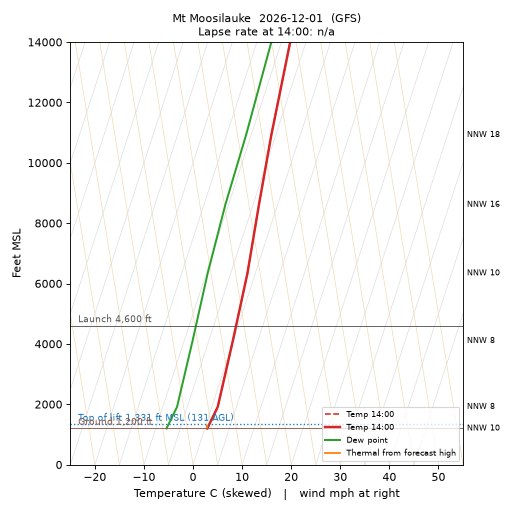 Mt Moosilauke  2026-12-01  (GFS)
Lapse rate at 14:00: n/a
14000
12000
10000
8000
6000
4000
2000
0
Feet MSL
NNW 18
NNW 16
NNW 10
NNW 8
NNW 8
NNW 10
Launch 4,600 ft
Top of lift 1,331 ft MSL (131 AGL)
Ground 1,200 ft
Temp 14:00
Temp 14:00
Dew point
Thermal from forecast high
−20 −10 0 10 20 30 40 50
Temperature C (skewed)   |   wind mph at right